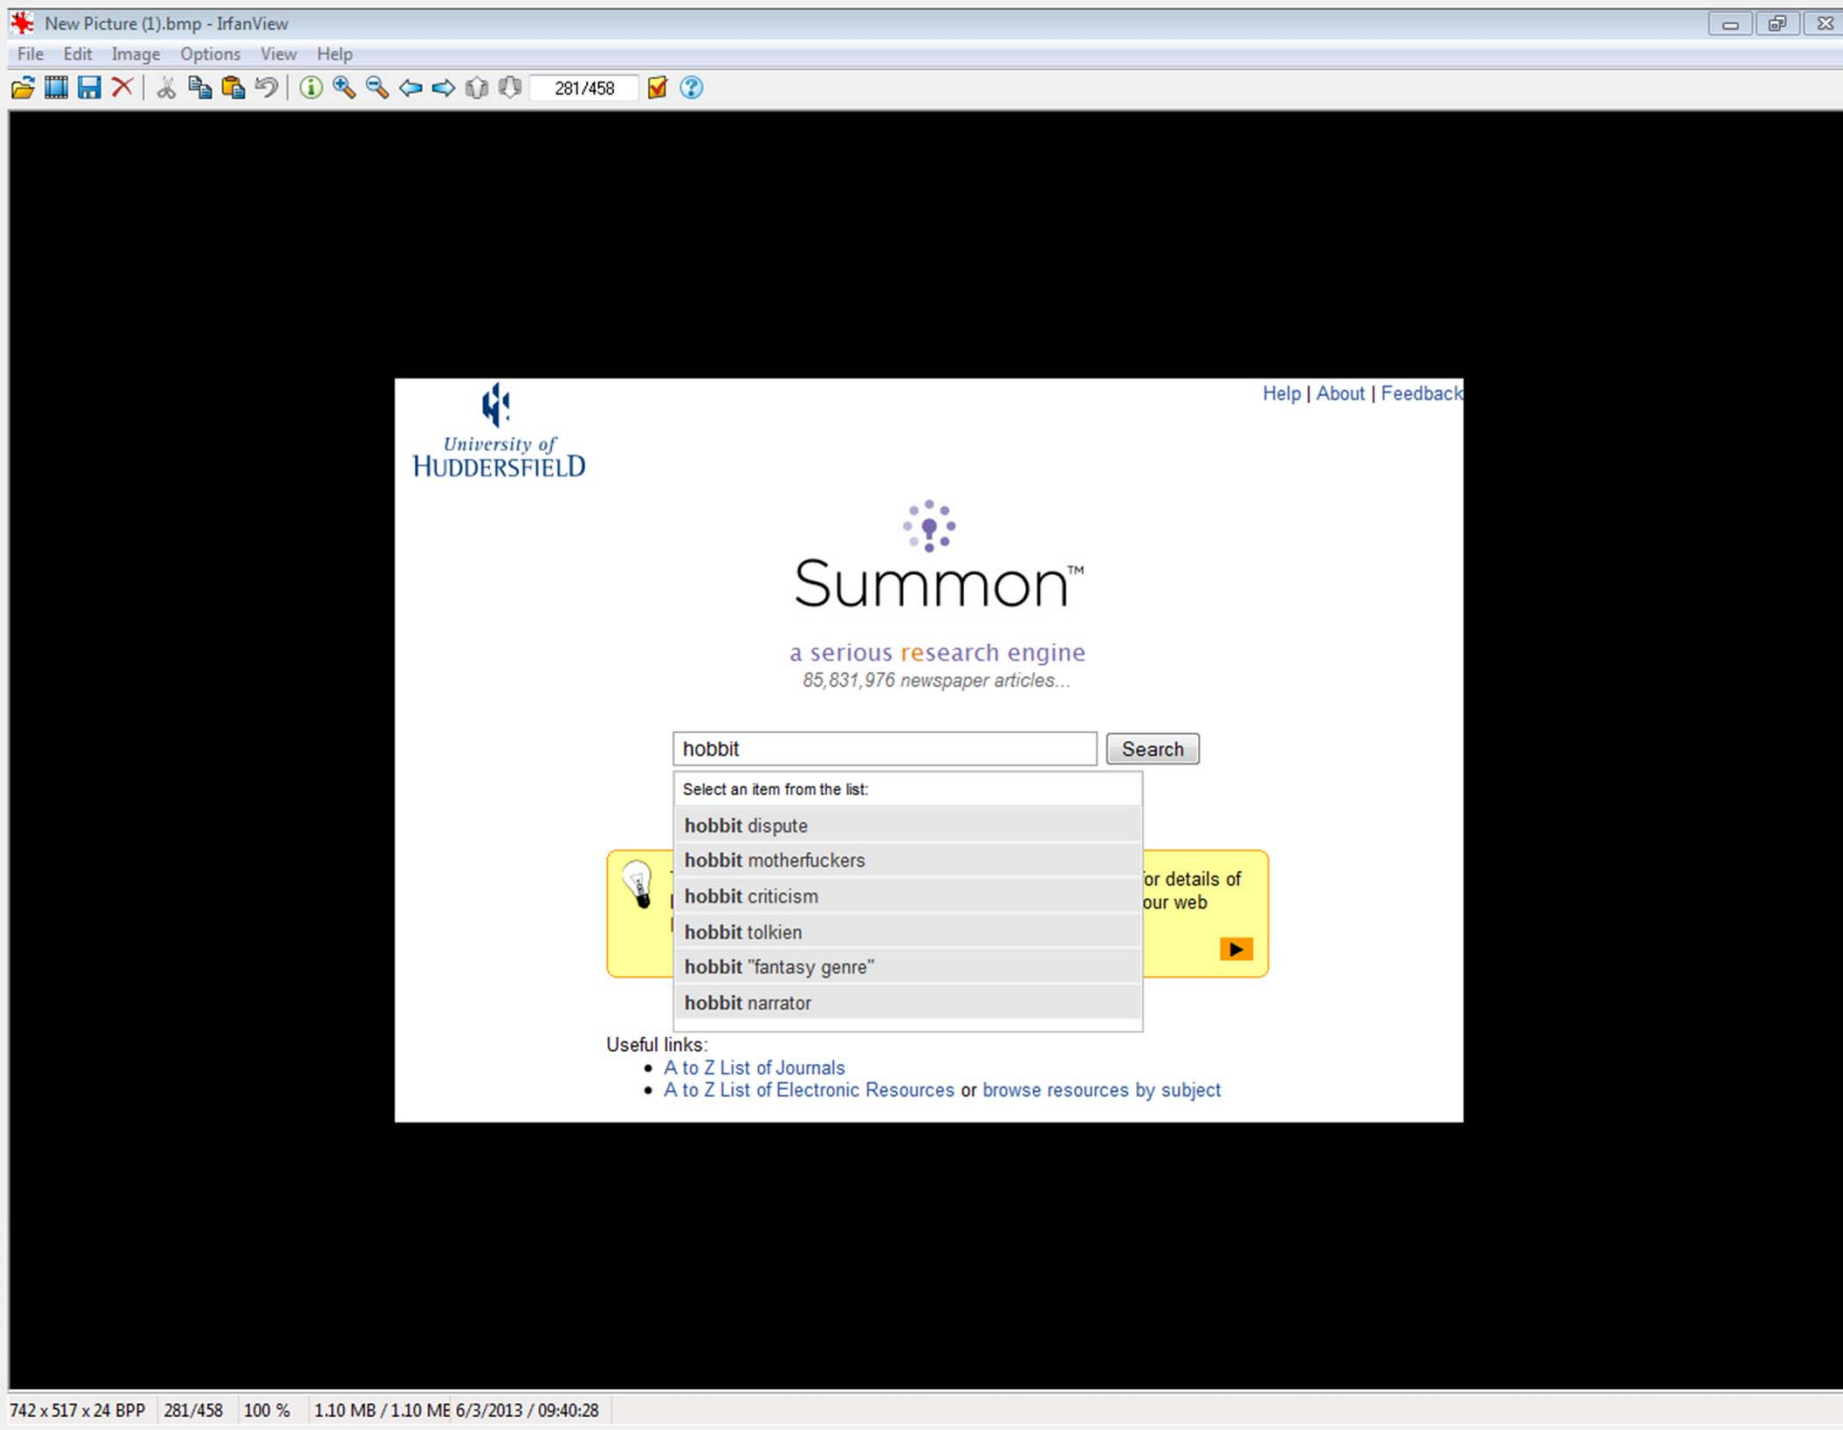 New Picture (1).bmp - IrfanView
File Edit Image Options View Help
281/458
Help | About | Feedback
University of
HUDDERSFIELD
Summon™
a serious research engine
85,831,976 newspaper articles...
hobbit
Search
Select an item from the list:
hobbit dispute
hobbit motherfuckers
or details of
hobbit criticism
our web
hobbit tolkien
hobbit "fantasy genre"
hobbit narrator
Useful links:
• A to Z List of Journals
• A to Z List of Electronic Resources or browse resources by subject
742 x 517 x 24 BPP 281/458 100 % 1.10 MB / 1.10 ME 6/3/2013 / 09:40:28